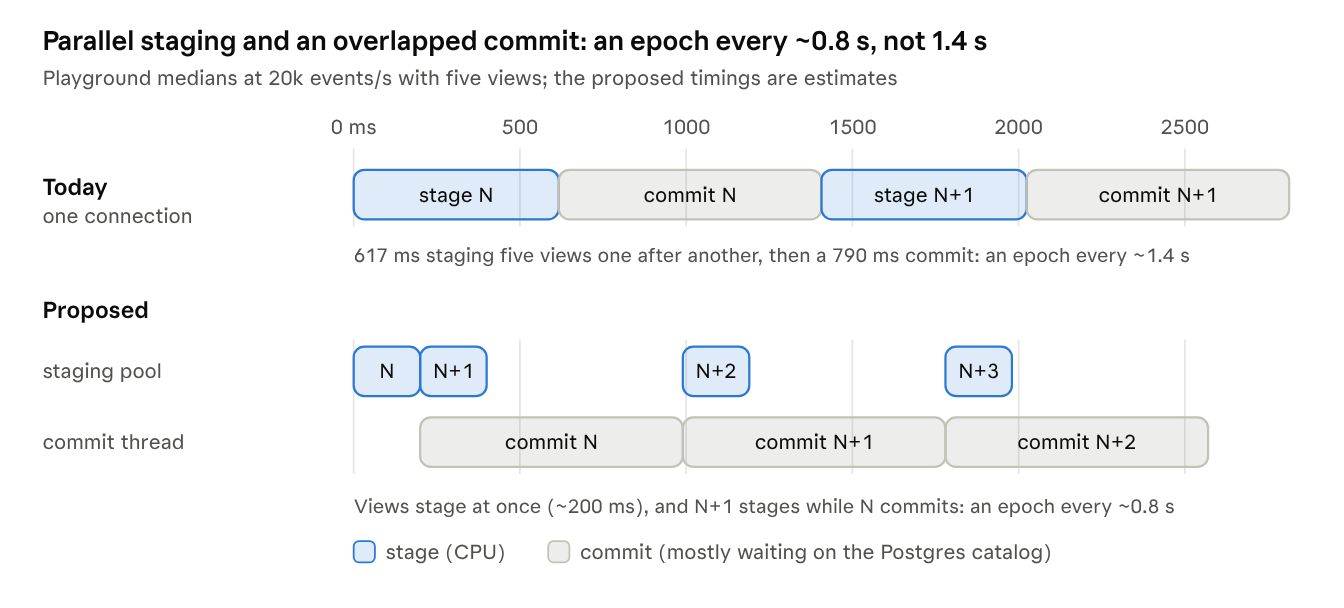 Parallel staging and an overlapped commit: an epoch every ~0.8 s, not 1.4 s
Playground medians at 20k events/s with five views; the proposed timings are estimates
0 ms 500 1000 1500 2000 2500
Today
one connection
stage N commit N stage N+1 commit N+1
617 ms staging five views one after another, then a 790 ms commit: an epoch every ~1.4 s
Proposed
staging pool N N+1 N+2 N+3
commit thread commit N commit N+1 commit N+2
Views stage at once (~200 ms), and N+1 stages while N commits: an epoch every ~0.8 s
stage (CPU) commit (mostly waiting on the Postgres catalog)